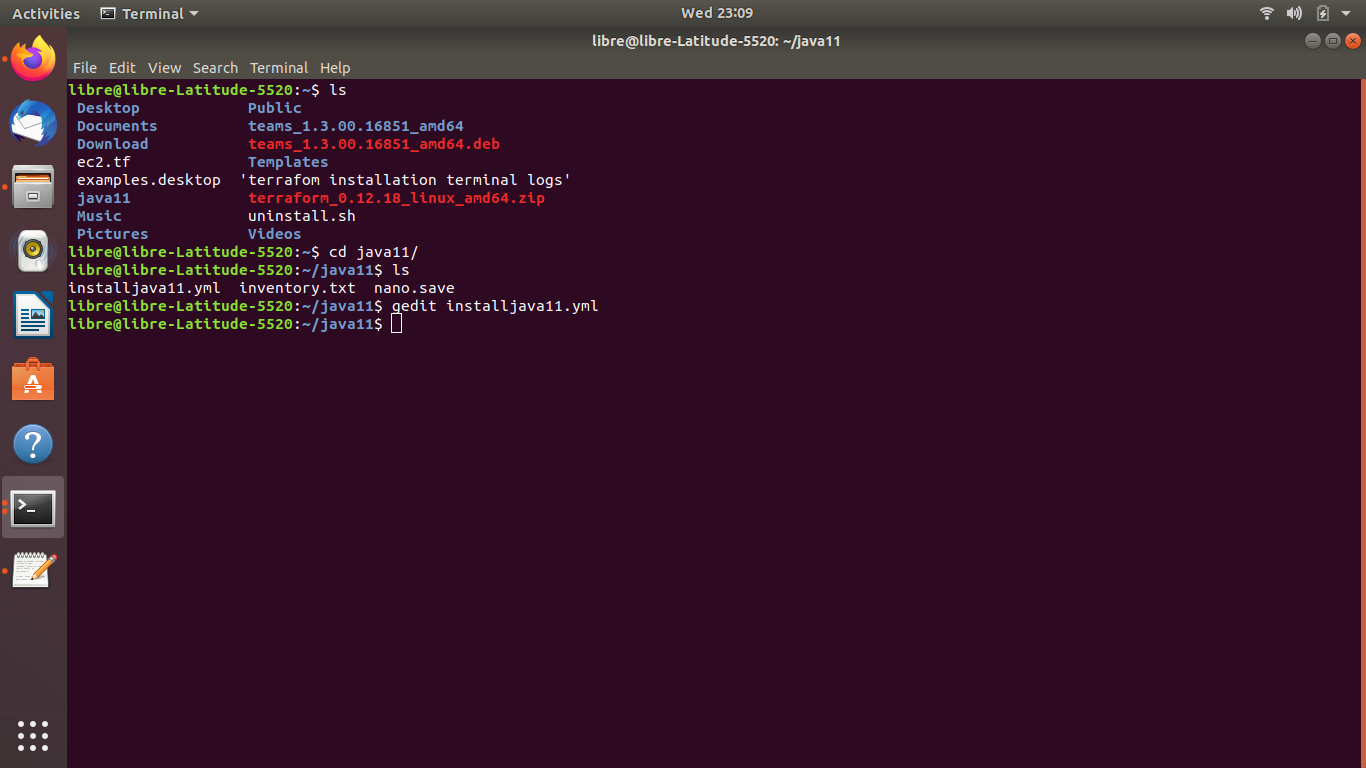 Activities Terminal Wed 23:09
libre@libre-Latitude-5520: ~/java11
File Edit View Search Terminal Help
libre@libre-Latitude-5520:~$ ls
Desktop Public
Documents teams_1.3.00.16851_amd64
Download teams_1.3.00.16851_amd64.deb
ec2.tf Templates
examples.desktop 'terrafom installation terminal logs'
java11 terraform_0.12.18_linux_amd64.zip
Music uninstall.sh
Pictures Videos
libre@libre-Latitude-5520:~$ cd java11/
libre@libre-Latitude-5520:~/java11$ ls
installjava11.yml inventory.txt nano.save
libre@libre-Latitude-5520:~/java11$ gedit installjava11.yml
libre@libre-Latitude-5520:~/java11$